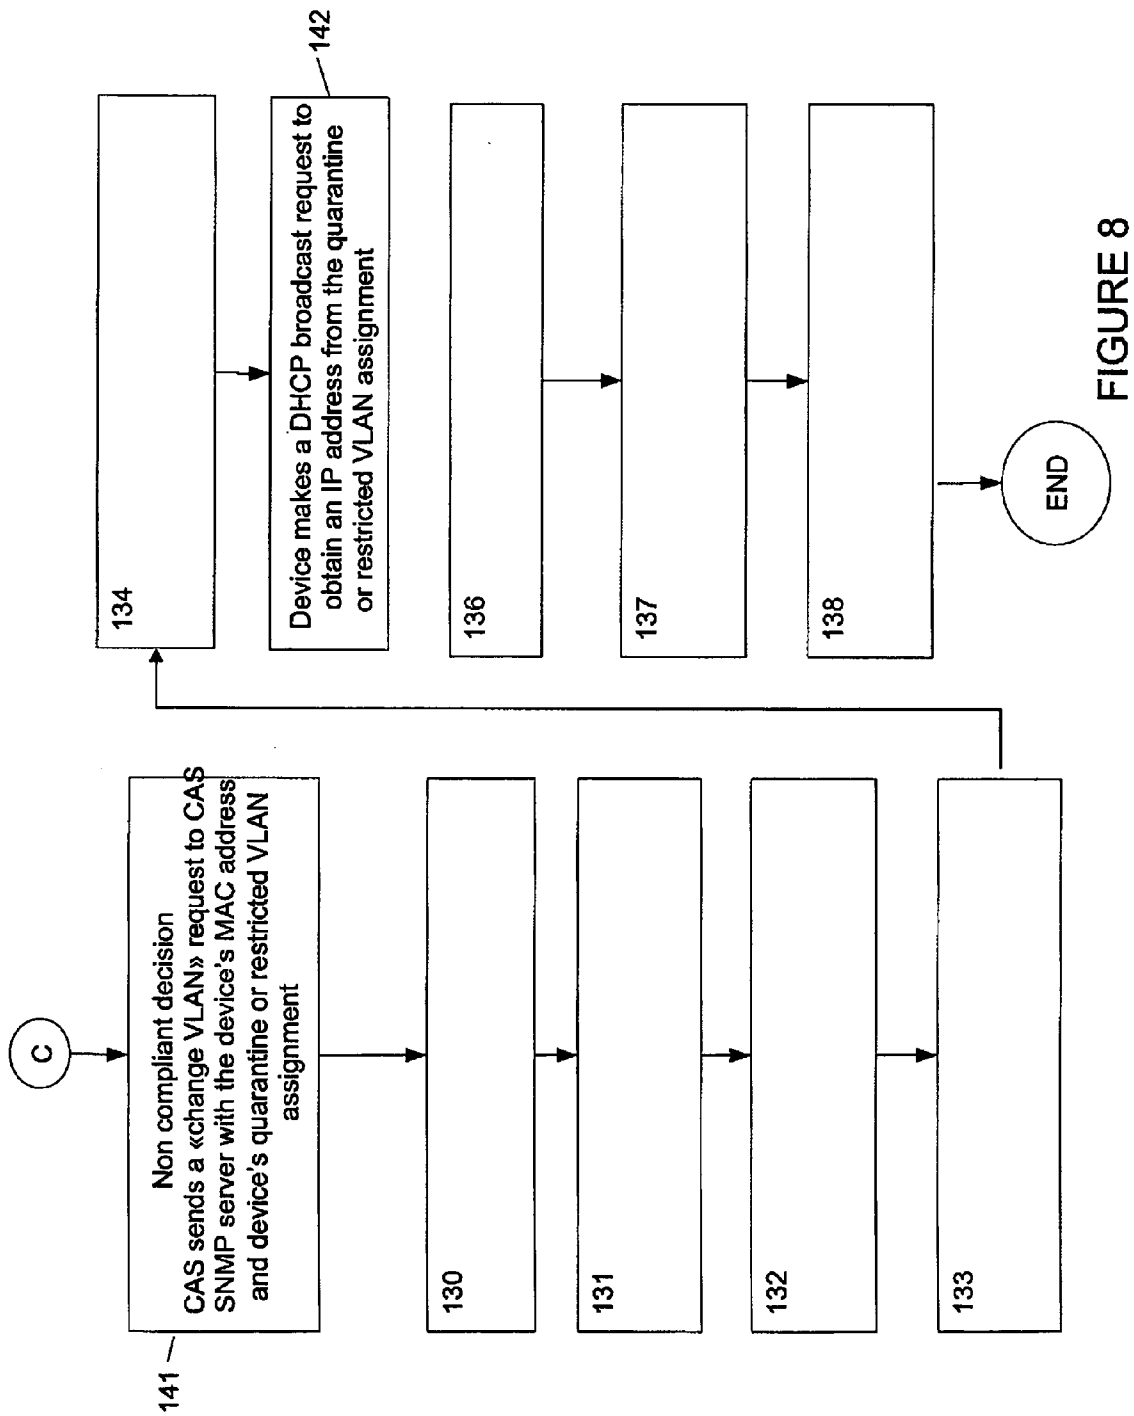 C
141
Non compliant decision
CAS sends a «change VLAN» request to CAS
SNMP server with the device's MAC address
and device's quarantine or restricted VLAN
assignment
130
131
132
133
134
142
Device makes a DHCP broadcast request to
obtain an IP address from the quarantine
or restricted VLAN assignment
136
137
138
END
FIGURE 8